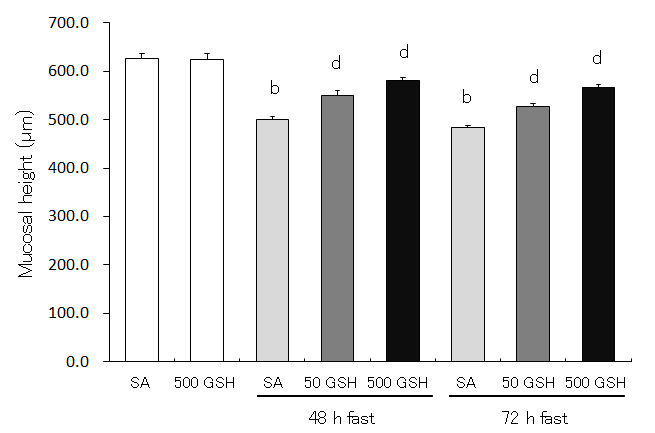 700.0
600.0
500.0
400.0
300.0
200.0
100.0
0.0
Mucosal height (μm)
b
d
d
b
d
d
SA 500 GSH SA 50 GSH 500 GSH SA 50 GSH 500 GSH
48 h fast 72 h fast